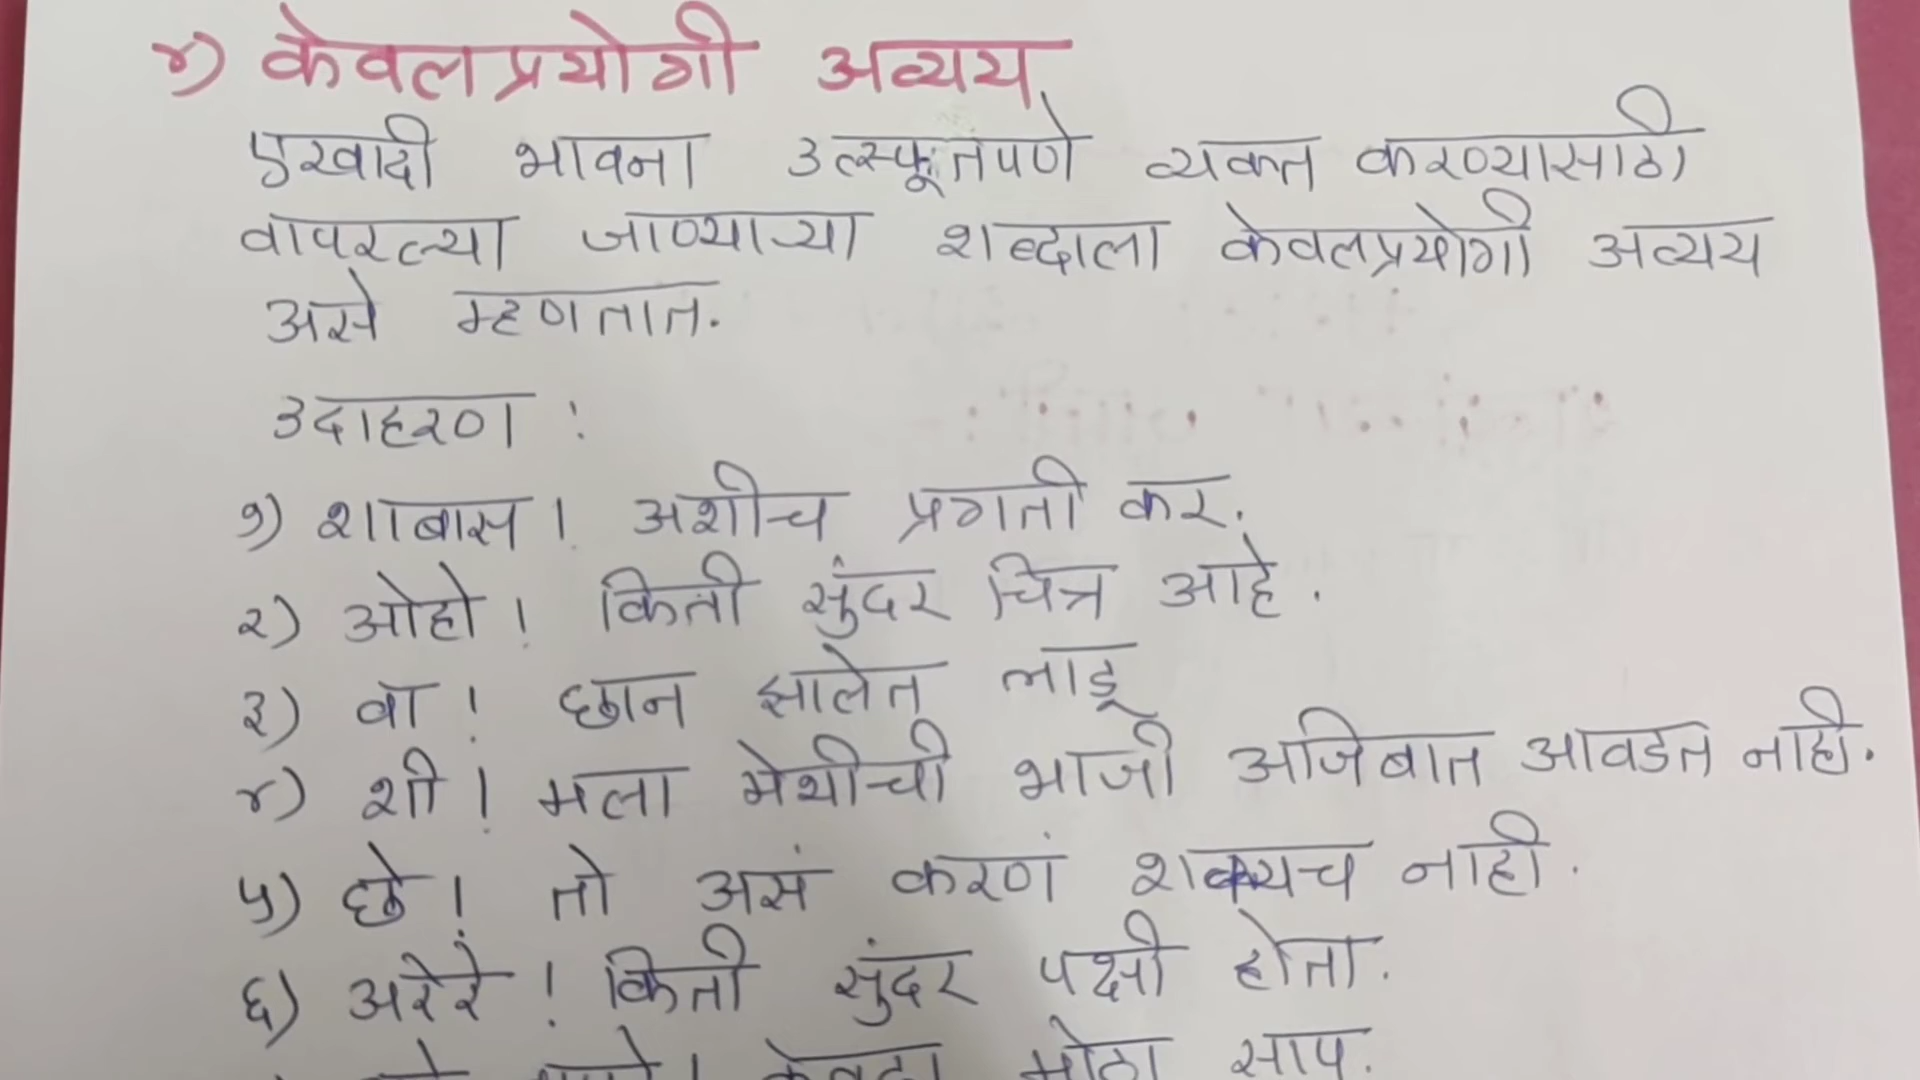 ४) केवलप्रयोगी अव्यय
एखादी भावना उत्स्फूतपणे व्यक्त करण्यासाठी
वापरल्या जाण्याऱ्या शब्दाला केवलप्रयोगी अव्यय
असे म्हणतात.
उदाहरण :
१) शाबास ! अशीच प्रगती कर.
२) ओहो ! किती सुंदर चित्र आहे.
३) वा ! छान झालेत लाडू
४) शी ! मला मेथीची भाजी अजिबात आवडत नाही.
५) छे ! तो असं करणं शक्यच नाही.
६) अरेरे ! किती सुंदर पक्षी होता.
केवढा मोठा साप.